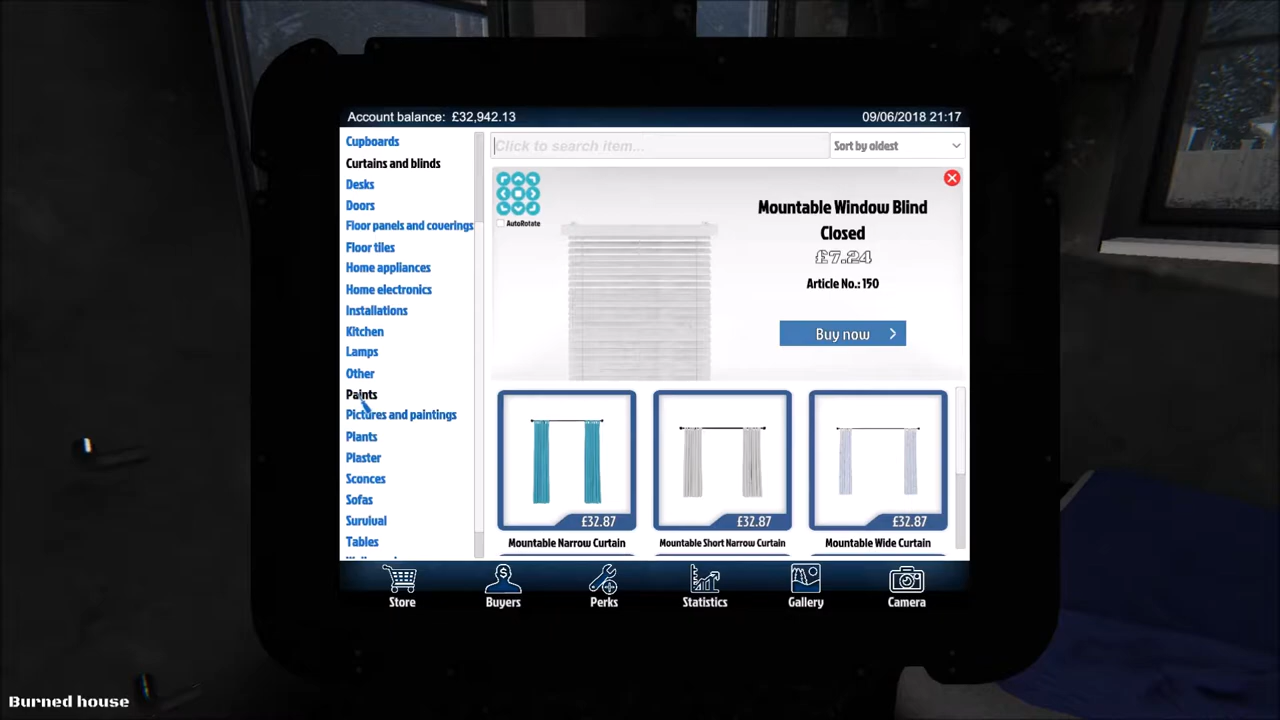 Account balance: £32,942.13
09/06/2018 21:17
Cupboards
Curtains and blinds
Desks
Doors
Floor panels and coverings
Floor tiles
Home appliances
Home electronics
Installations
Kitchen
Lamps
Other
Paints
Pictures and paintings
Plants
Plaster
Sconces
Sofas
Survival
Tables
Click to search item...
Sort by oldest
AutoRotate
Mountable Window Blind
Closed
£7.24
Article No.: 150
Buy now
£32.87
£32.87
£32.87
Mountable Narrow Curtain
Mountable Short Narrow Curtain
Mountable Wide Curtain
Store
Buyers
Perks
Statistics
Gallery
Camera
Burned house